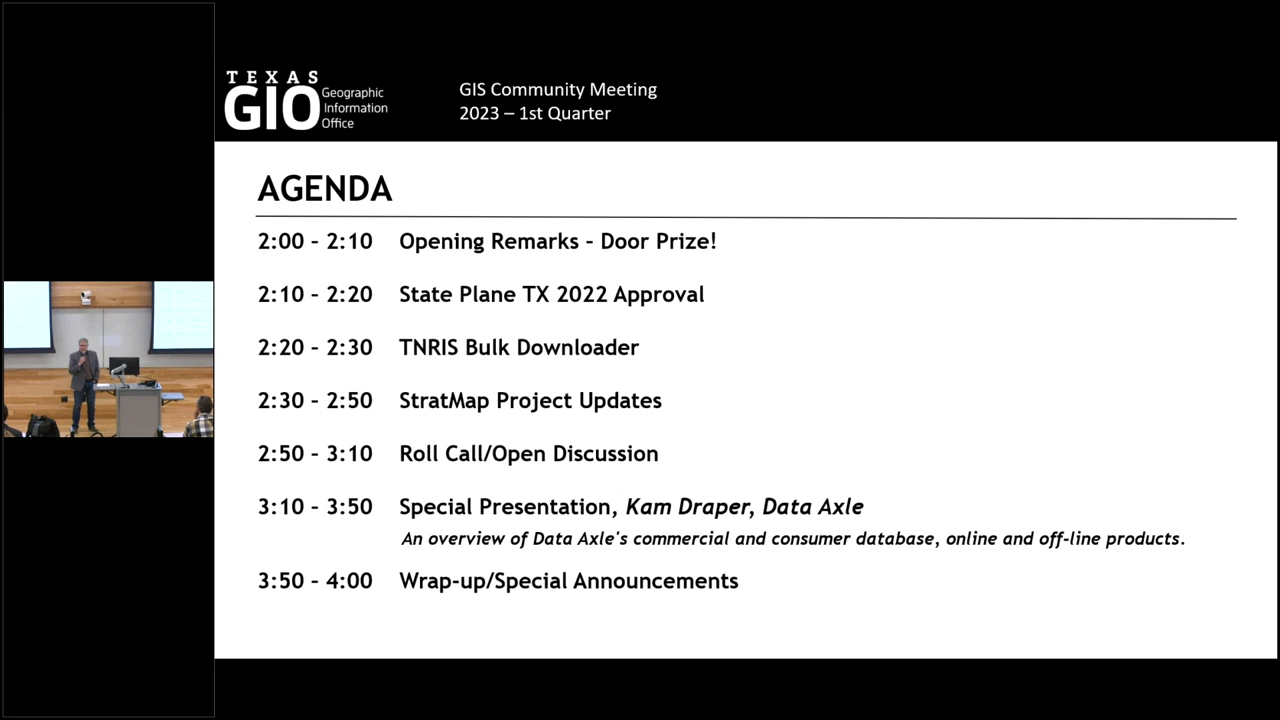 TEXAS
GIO Geographic
Information
Office
GIS Community Meeting
2023 – 1st Quarter
AGENDA
2:00 – 2:10 Opening Remarks – Door Prize!
2:10 – 2:20 State Plane TX 2022 Approval
2:20 – 2:30 TNRIS Bulk Downloader
2:30 – 2:50 StratMap Project Updates
2:50 – 3:10 Roll Call/Open Discussion
3:10 – 3:50 Special Presentation, Kam Draper, Data Axle
An overview of Data Axle's commercial and consumer database, online and off-line products.
3:50 – 4:00 Wrap-up/Special Announcements